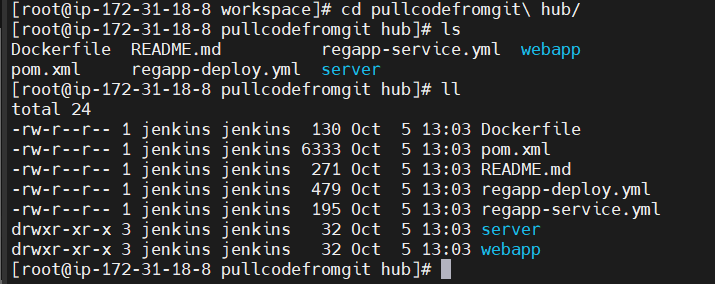 [root@ip-172-31-18-8 workspace]# cd pullcodefromgit\ hub/
[root@ip-172-31-18-8 pullcodefromgit hub]# ls
Dockerfile  README.md          regapp-service.yml  webapp
pom.xml     regapp-deploy.yml  server
[root@ip-172-31-18-8 pullcodefromgit hub]# ll
total 24
-rw-r--r-- 1 jenkins jenkins  130 Oct  5 13:03 Dockerfile
-rw-r--r-- 1 jenkins jenkins 6333 Oct  5 13:03 pom.xml
-rw-r--r-- 1 jenkins jenkins  271 Oct  5 13:03 README.md
-rw-r--r-- 1 jenkins jenkins  479 Oct  5 13:03 regapp-deploy.yml
-rw-r--r-- 1 jenkins jenkins  195 Oct  5 13:03 regapp-service.yml
drwxr-xr-x 3 jenkins jenkins   32 Oct  5 13:03 server
drwxr-xr-x 3 jenkins jenkins   32 Oct  5 13:03 webapp
[root@ip-172-31-18-8 pullcodefromgit hub]#